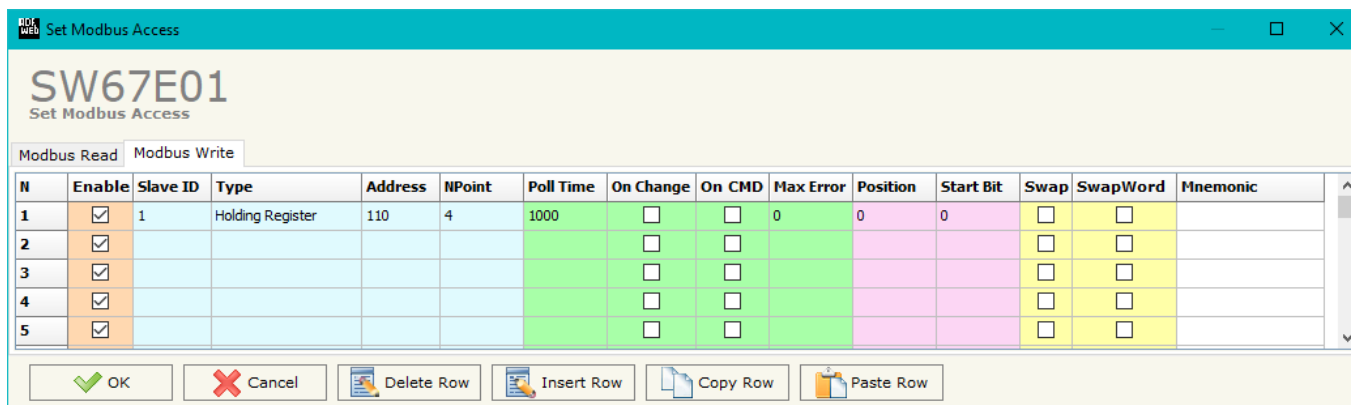 ADF
WEB Set Modbus Access
SW67E01
Set Modbus Access
Modbus Read Modbus Write
N Enable Slave ID Type Address NPoint Poll Time On Change On CMD Max Error Position Start Bit Swap SwapWord Mnemonic
1 1 Holding Register 110 4 1000 0 0 0
2
3
4
5
OK Cancel Delete Row Insert Row Copy Row Paste Row